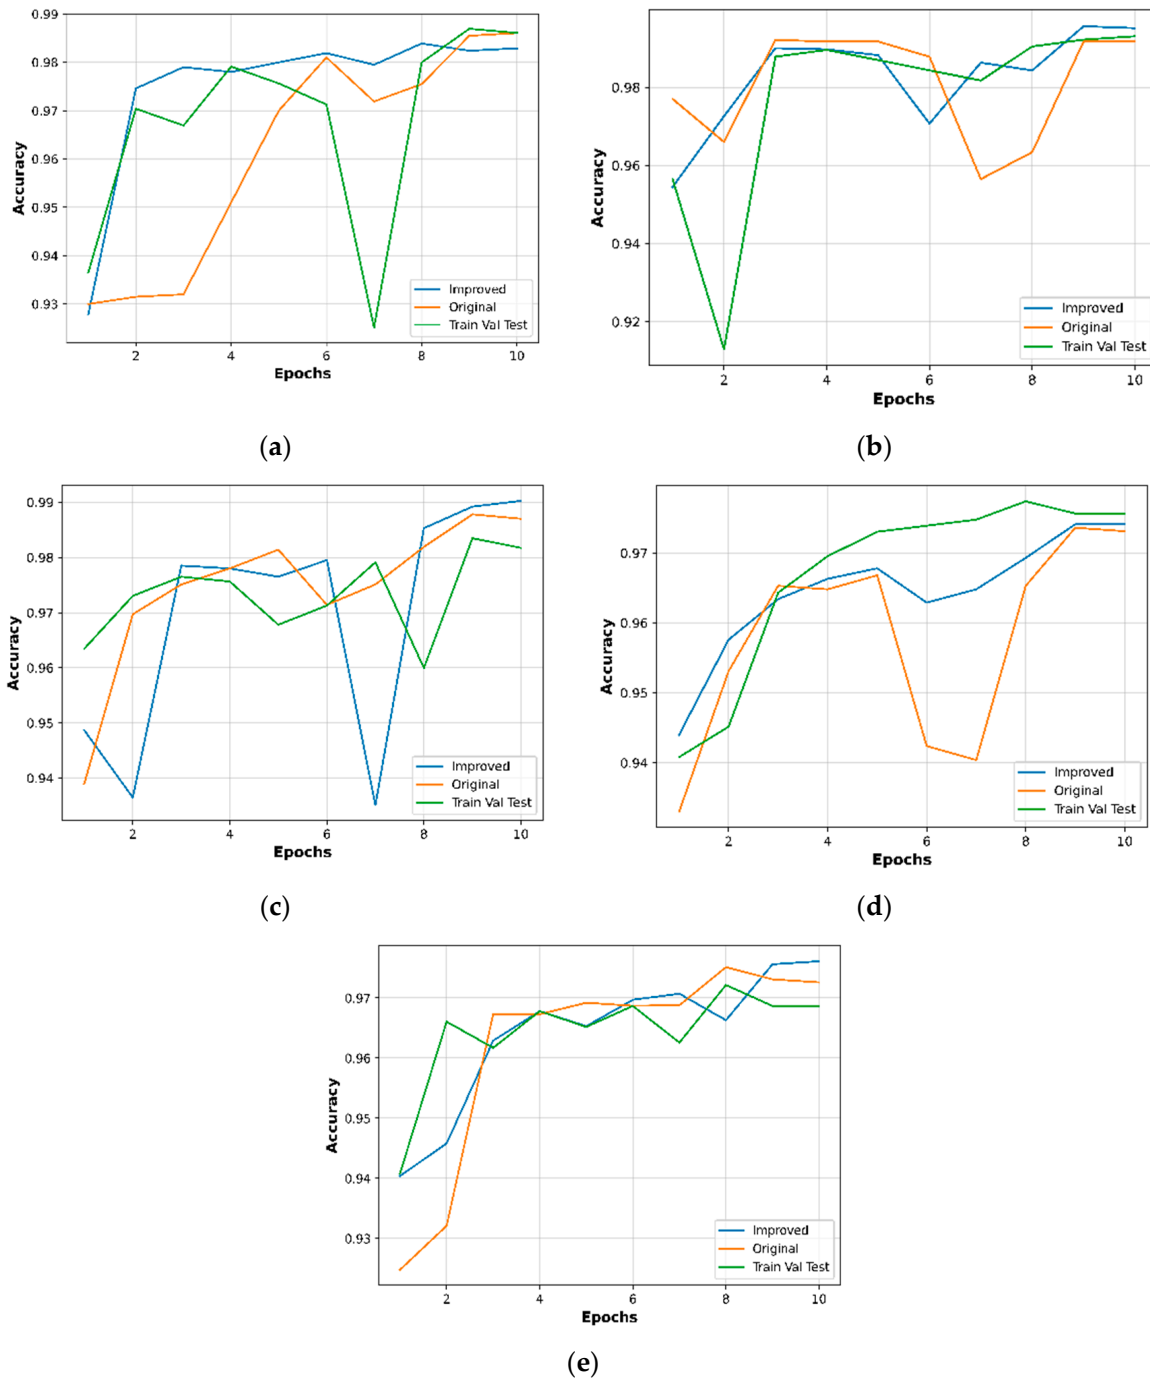 0.99
0.98
0.97
0.96
0.95
0.94
0.93
Accuracy
2 4 6 8 10
Epochs
Improved
Original
Train Val Test
(a)
0.98
0.96
0.94
0.92
Accuracy
2 4 6 8 10
Epochs
Improved
Original
Train Val Test
(b)
0.99
0.98
0.97
0.96
0.95
0.94
Accuracy
2 4 6 8 10
Epochs
Improved
Original
Train Val Test
(c)
0.97
0.96
0.95
0.94
Accuracy
2 4 6 8 10
Epochs
Improved
Original
Train Val Test
(d)
0.97
0.96
0.95
0.94
0.93
Accuracy
2 4 6 8 10
Epochs
Improved
Original
Train Val Test
(e)